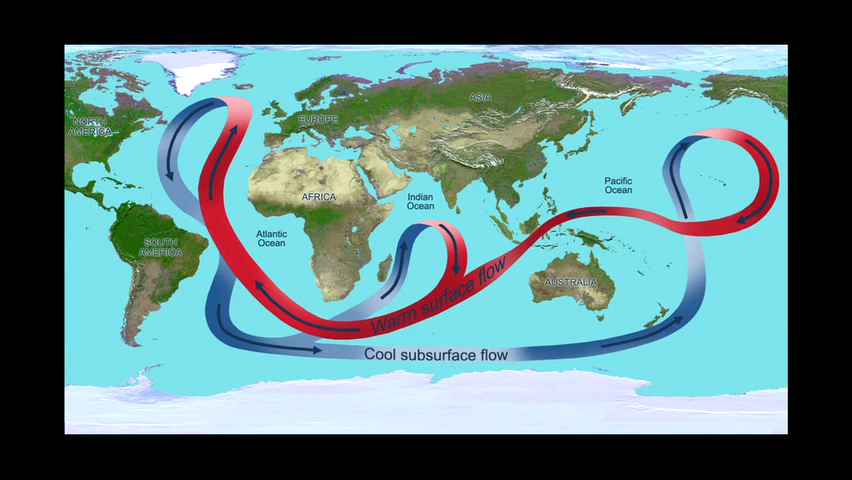 NORTH
AMERICA
EUROPE
ASIA
AFRICA
Indian
Ocean
Pacific
Ocean
Atlantic
Ocean
SOUTH
AMERICA
AUSTRALIA
Warm surface flow
Cool subsurface flow